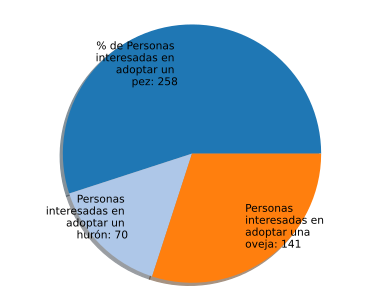 % de Personas
interesadas en
adoptar un
pez: 258
Personas
interesadas en
adoptar un
hurón: 70
Personas
interesadas en
adoptar una
oveja: 141